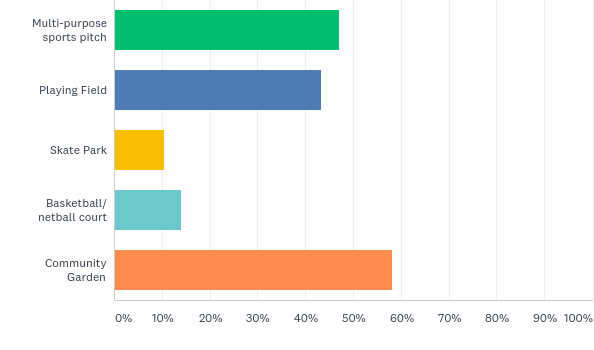 Multi-purpose
sports pitch
Playing Field
Skate Park
Basketball/
netball court
Community
Garden
0% 10% 20% 30% 40% 50% 60% 70% 80% 90% 100%